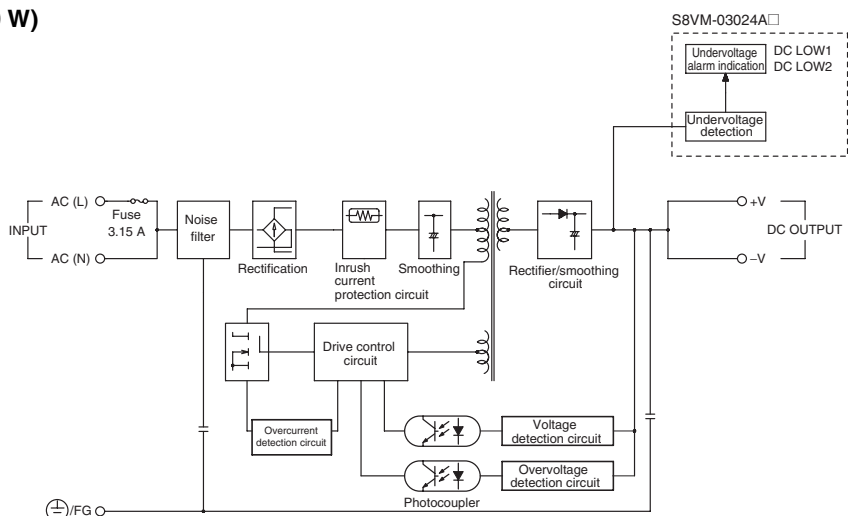 W)
S8VM-03024A□
Undervoltage
alarm indication
DC LOW1
DC LOW2
Undervoltage
detection
INPUT
AC (L)
Fuse
3.15 A
AC (N)
Noise
filter
Rectification
Inrush
current
protection circuit
Smoothing
Rectifier/smoothing
circuit
+V
DC OUTPUT
–V
Drive control
circuit
Overcurrent
detection circuit
Voltage
detection circuit
Overvoltage
detection circuit
Photocoupler
/FG